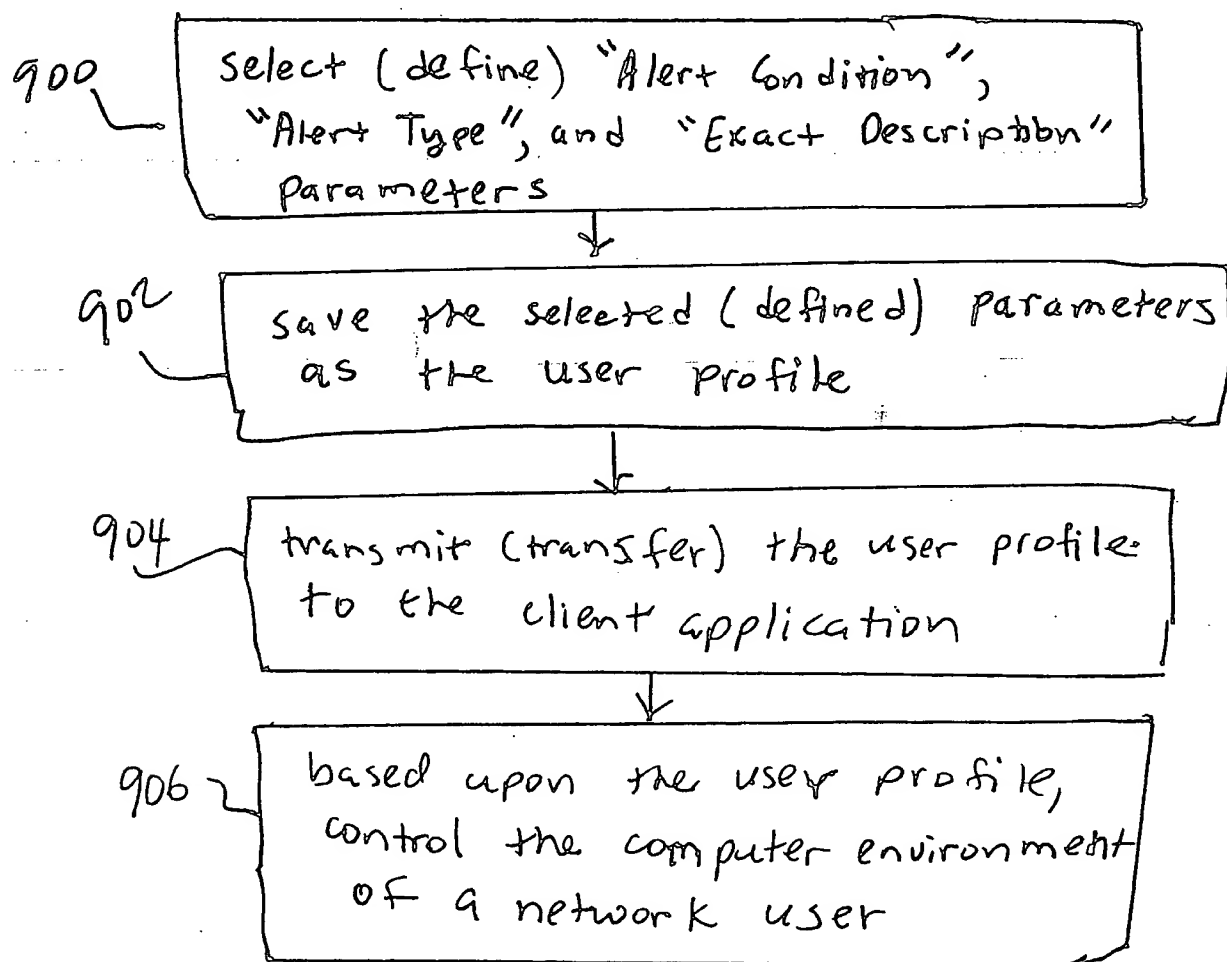 900
select (define) "Alert Condition",
"Alert Type", and "Exact Description"
parameters
902
save the selected (defined) parameters
as the user profile
904
transmit (transfer) the user profile
to the client application
906
based upon the user profile,
control the computer environment
of a network user